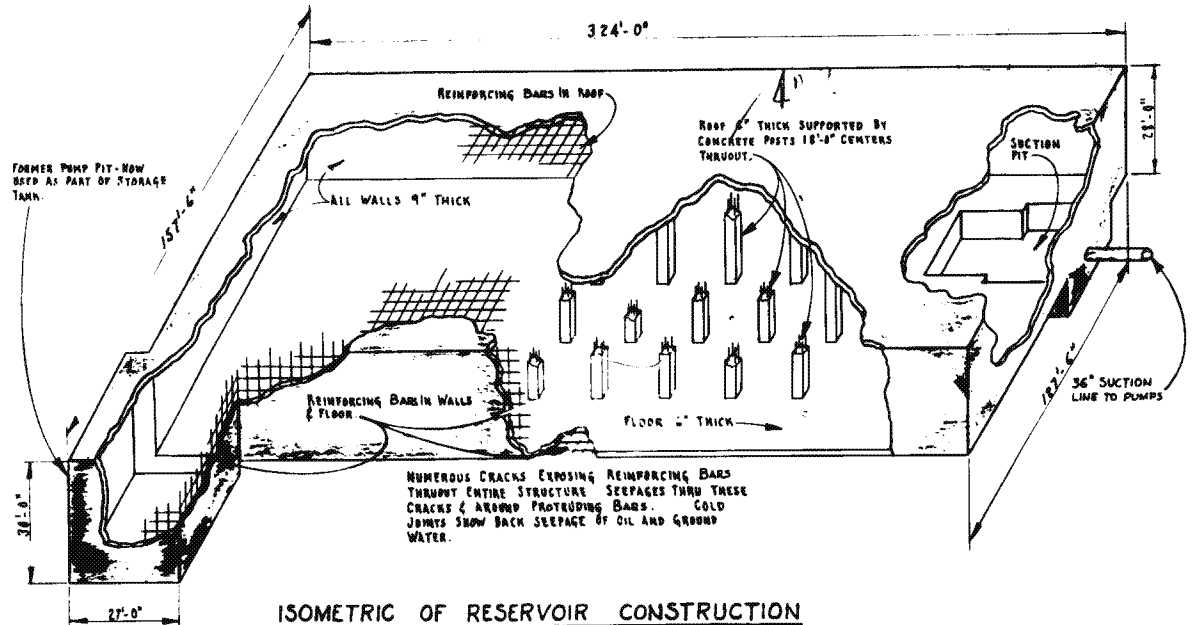 324'-0"
REINFORCING BARS IN ROOF
ROOF 6" THICK SUPPORTED BY
CONCRETE POSTS 18'-0" CENTERS
THRUOUT.
28'-0"
SUCTION
PIT
FORMER PUMP PIT-NOW
USED AS PART OF STORAGE
TANK.
157'-6"
ALL WALLS 9" THICK
36" SUCTION
LINE TO PUMPS
REINFORCING BARS IN WALLS
& FLOOR
FLOOR 6" THICK
NUMEROUS CRACKS EXPOSING REINFORCING BARS
THRUOUT ENTIRE STRUCTURE SEEPAGES THRU THESE
CRACKS & AROUND PROTRUDING BARS. COLD
JOINTS SHOW BACK SEEPAGE OF OIL AND GROUND
WATER.
30'-0"
27'-0"
ISOMETRIC OF RESERVOIR CONSTRUCTION